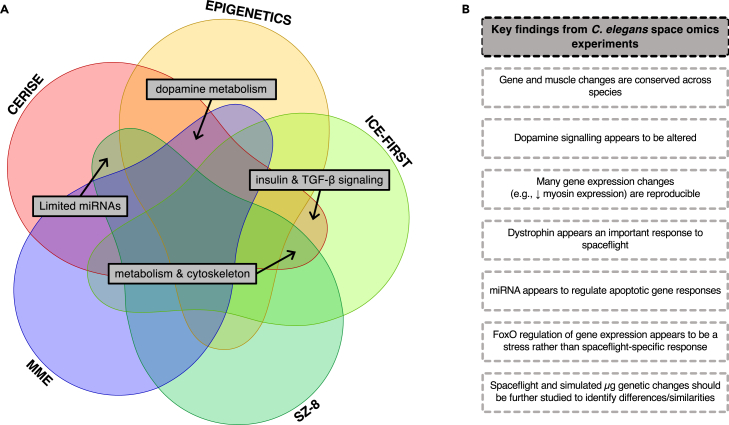 A
EPIGENETICS
CERISE
ICE-FIRST
MME
SZ-8
dopamine metabolism
insulin & TGF-β signaling
Limited miRNAs
metabolism & cytoskeleton
B
Key findings from C. elegans space omics
experiments
Gene and muscle changes are conserved across
species
Dopamine signalling appears to be altered
Many gene expression changes
(e.g., ↓ myosin expression) are reproducible
Dystrophin appears an important response to
spaceflight
miRNA appears to regulate apoptotic gene responses
FoxO regulation of gene expression appears to be a
stress rather than spaceflight-specific response
Spaceflight and simulated µg genetic changes should
be further studied to identify differences/similarities